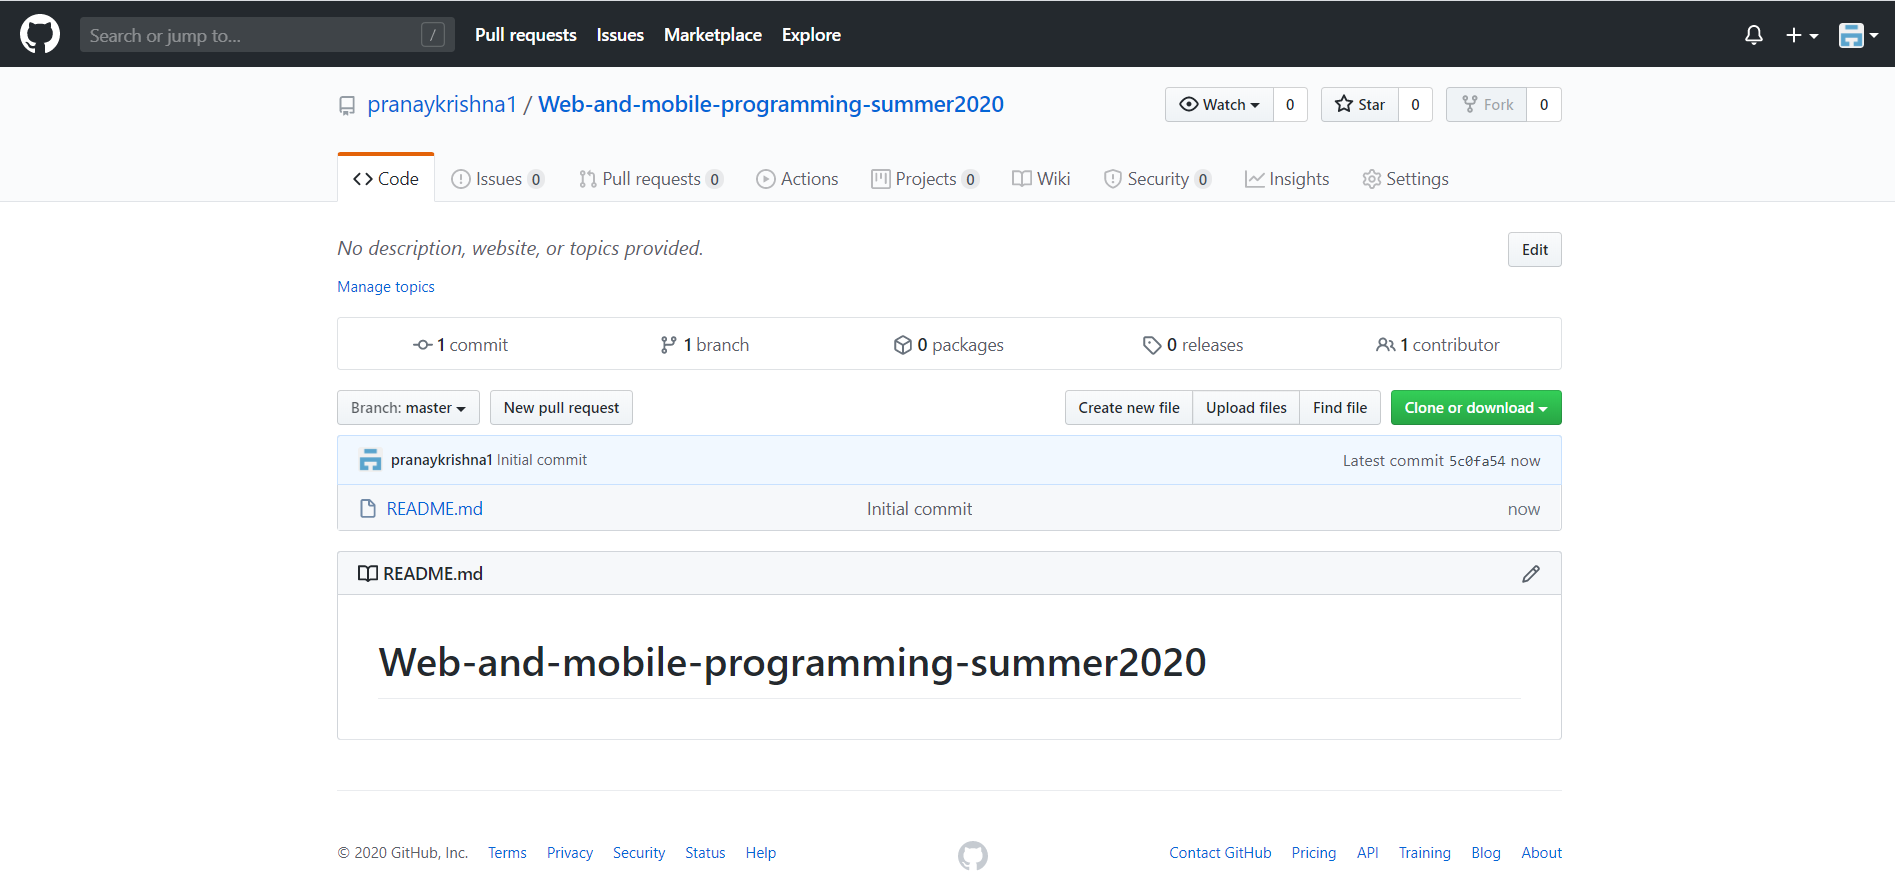 Search or jump to... / Pull requests Issues Marketplace Explore
pranaykrishna1 / Web-and-mobile-programming-summer2020 Watch 0 Star 0 Fork 0
Code Issues 0 Pull requests 0 Actions Projects 0 Wiki Security 0 Insights Settings
No description, website, or topics provided. Edit
Manage topics
1 commit 1 branch 0 packages 0 releases 1 contributor
Branch: master New pull request Create new file Upload files Find file Clone or download
pranaykrishna1 Initial commit Latest commit 5c0fa54 now
README.md Initial commit now
README.md
Web-and-mobile-programming-summer2020
© 2020 GitHub, Inc. Terms Privacy Security Status Help Contact GitHub Pricing API Training Blog About